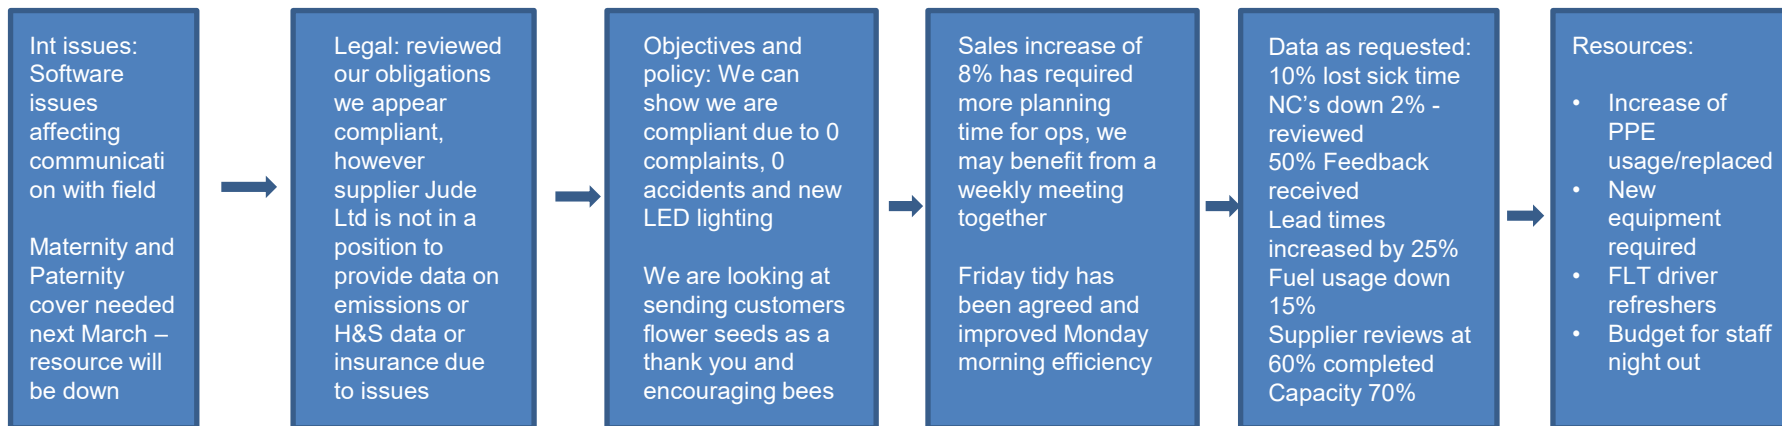 Int issues:
Software
issues
affecting
communicati
on with field
Maternity and
Paternity
cover needed
next March –
resource will
be down
Legal: reviewed
our obligations
we appear
compliant,
however
supplier Jude
Ltd is not in a
position to
provide data on
emissions or
H&S data or
insurance due
to issues
Objectives and
policy: We can
show we are
compliant due to 0
complaints, 0
accidents and new
LED lighting
We are looking at
sending customers
flower seeds as a
thank you and
encouraging bees
Sales increase of
8% has required
more planning
time for ops, we
may benefit from a
weekly meeting
together
Friday tidy has
been agreed and
improved Monday
morning efficiency
Data as requested:
10% lost sick time
NC's down 2% -
reviewed
50% Feedback
received
Lead times
increased by 25%
Fuel usage down
15%
Supplier reviews at
60% completed
Capacity 70%
Resources:
• Increase of
PPE
usage/replaced
• New
equipment
required
• FLT driver
refreshers
• Budget for staff
night out